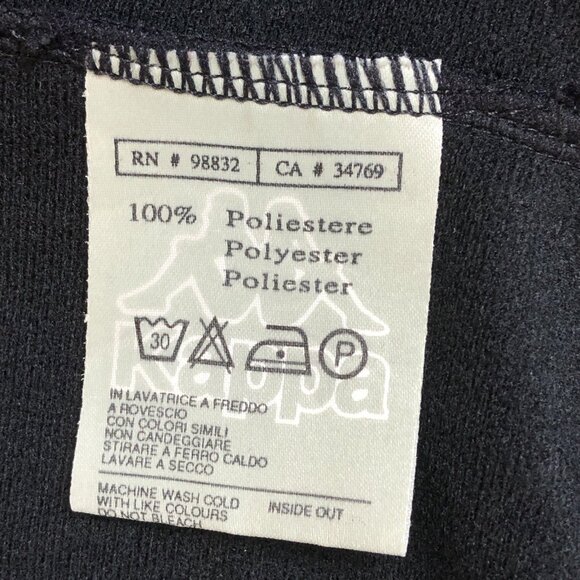 RN # 98832 CA # 34769
100% Poliestere
Polyester
Poliester
30 P
Kappa
IN LAVATRICE A FREDDO
A ROVESCIO
CON COLORI SIMILI
NON CANDEGGIARE
STIRARE A FERRO CALDO
LAVARE A SECCO
MACHINE WASH COLD INSIDE OUT
WITH LIKE COLOURS
DO NOT BLEACH